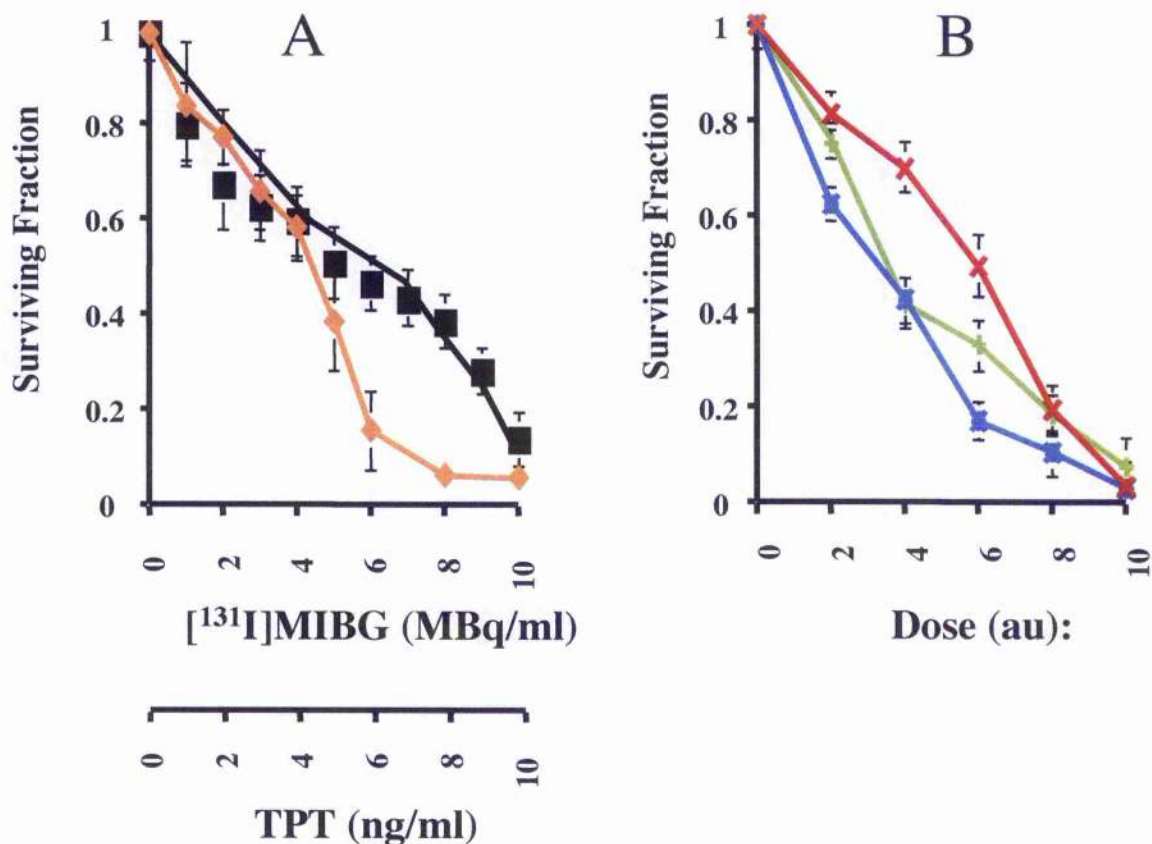 A
Surviving Fraction
1
0.8
0.6
0.4
0.2
0
0 2 4 6 8 10
[¹³¹I]MIBG (MBq/ml)
0 2 4 6 8 10
TPT (ng/ml)
B
Surviving Fraction
1
0.8
0.6
0.4
0.2
0
0 2 4 6 8 10
Dose (au):